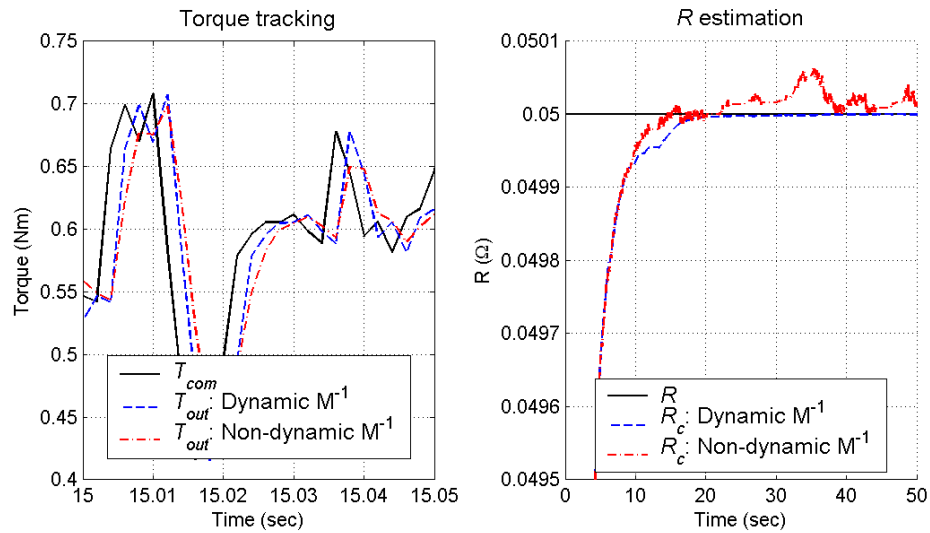 Torque tracking
0.75
0.7
0.65
0.6
0.55
0.5
0.45
0.4
Torque (Nm)
T_com
T_out: Dynamic M^-1
T_out: Non-dynamic M^-1
15
15.01
15.02
15.03
15.04
15.05
Time (sec)
R estimation
0.0501
0.05
0.0499
0.0498
0.0497
0.0496
0.0495
R (Ω)
R
R_c: Dynamic M^-1
R_c: Non-dynamic M^-1
0
10
20
30
40
50
Time (sec)